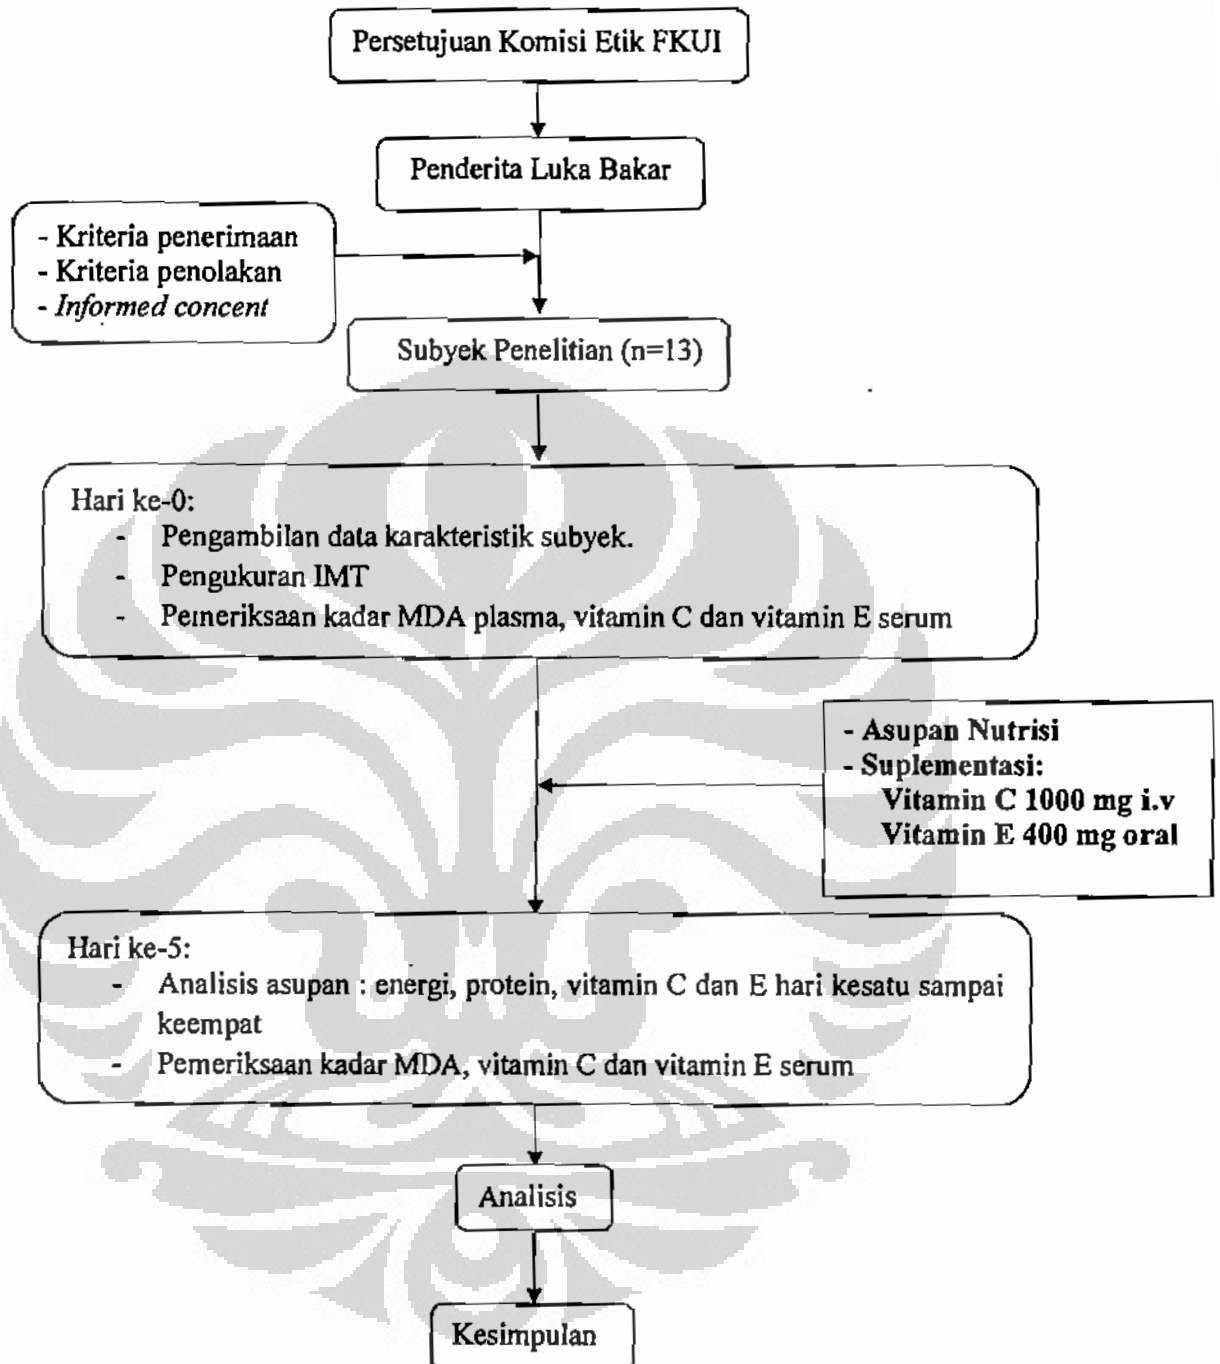 Persetujuan Komisi Etik FKUI
Penderita Luka Bakar
- Kriteria penerimaan
- Kriteria penolakan
- Informed concent
Subyek Penelitian (n=13)
Hari ke-0:
- Pengambilan data karakteristik subyek.
- Pengukuran IMT
- Pemeriksaan kadar MDA plasma, vitamin C dan vitamin E serum
- Asupan Nutrisi
- Suplementasi:
Vitamin C 1000 mg i.v
Vitamin E 400 mg oral
Hari ke-5:
- Analisis asupan : energi, protein, vitamin C dan E hari kesatu sampai
keempat
- Pemeriksaan kadar MDA, vitamin C dan vitamin E serum
Analisis
Kesimpulan